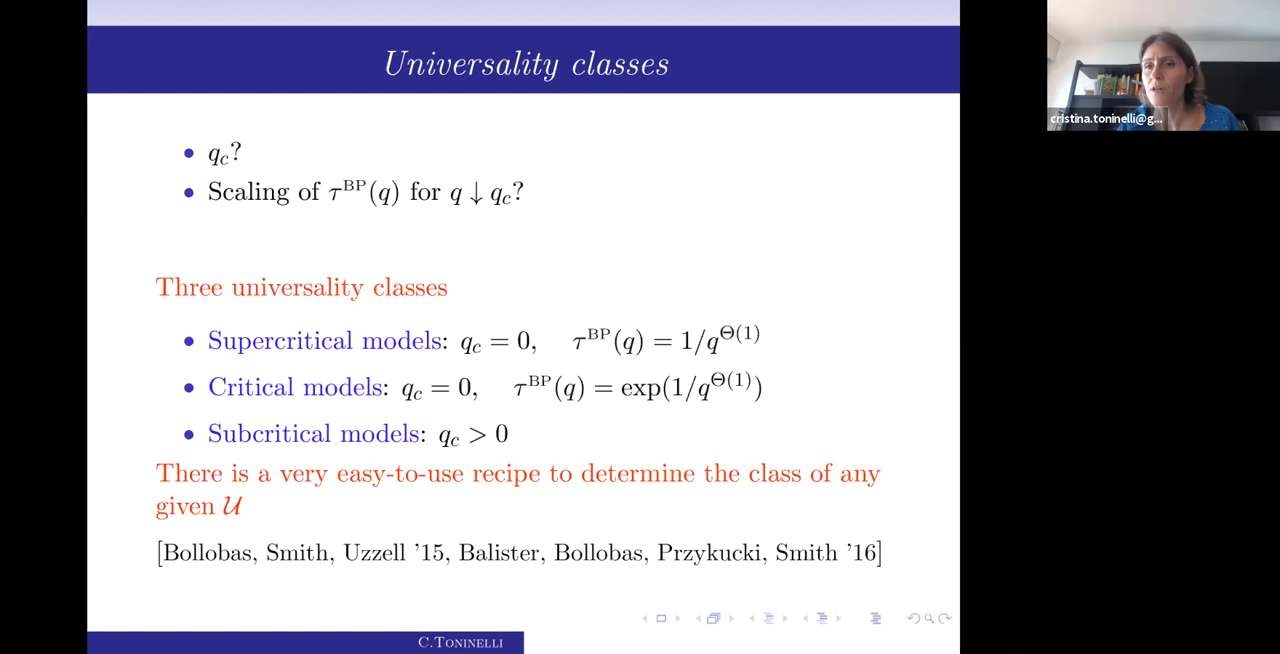 Universality classes
• q_c?
• Scaling of τ^BP(q) for q ↓ q_c?
Three universality classes
• Supercritical models: q_c = 0, τ^BP(q) = 1/q^Θ(1)
• Critical models: q_c = 0, τ^BP(q) = exp(1/q^Θ(1))
• Subcritical models: q_c > 0
There is a very easy-to-use recipe to determine the class of any
given 𝒰
[Bollobas, Smith, Uzzell '15, Balister, Bollobas, Przykucki, Smith '16]
C.Toninelli
cristina.toninelli@g...